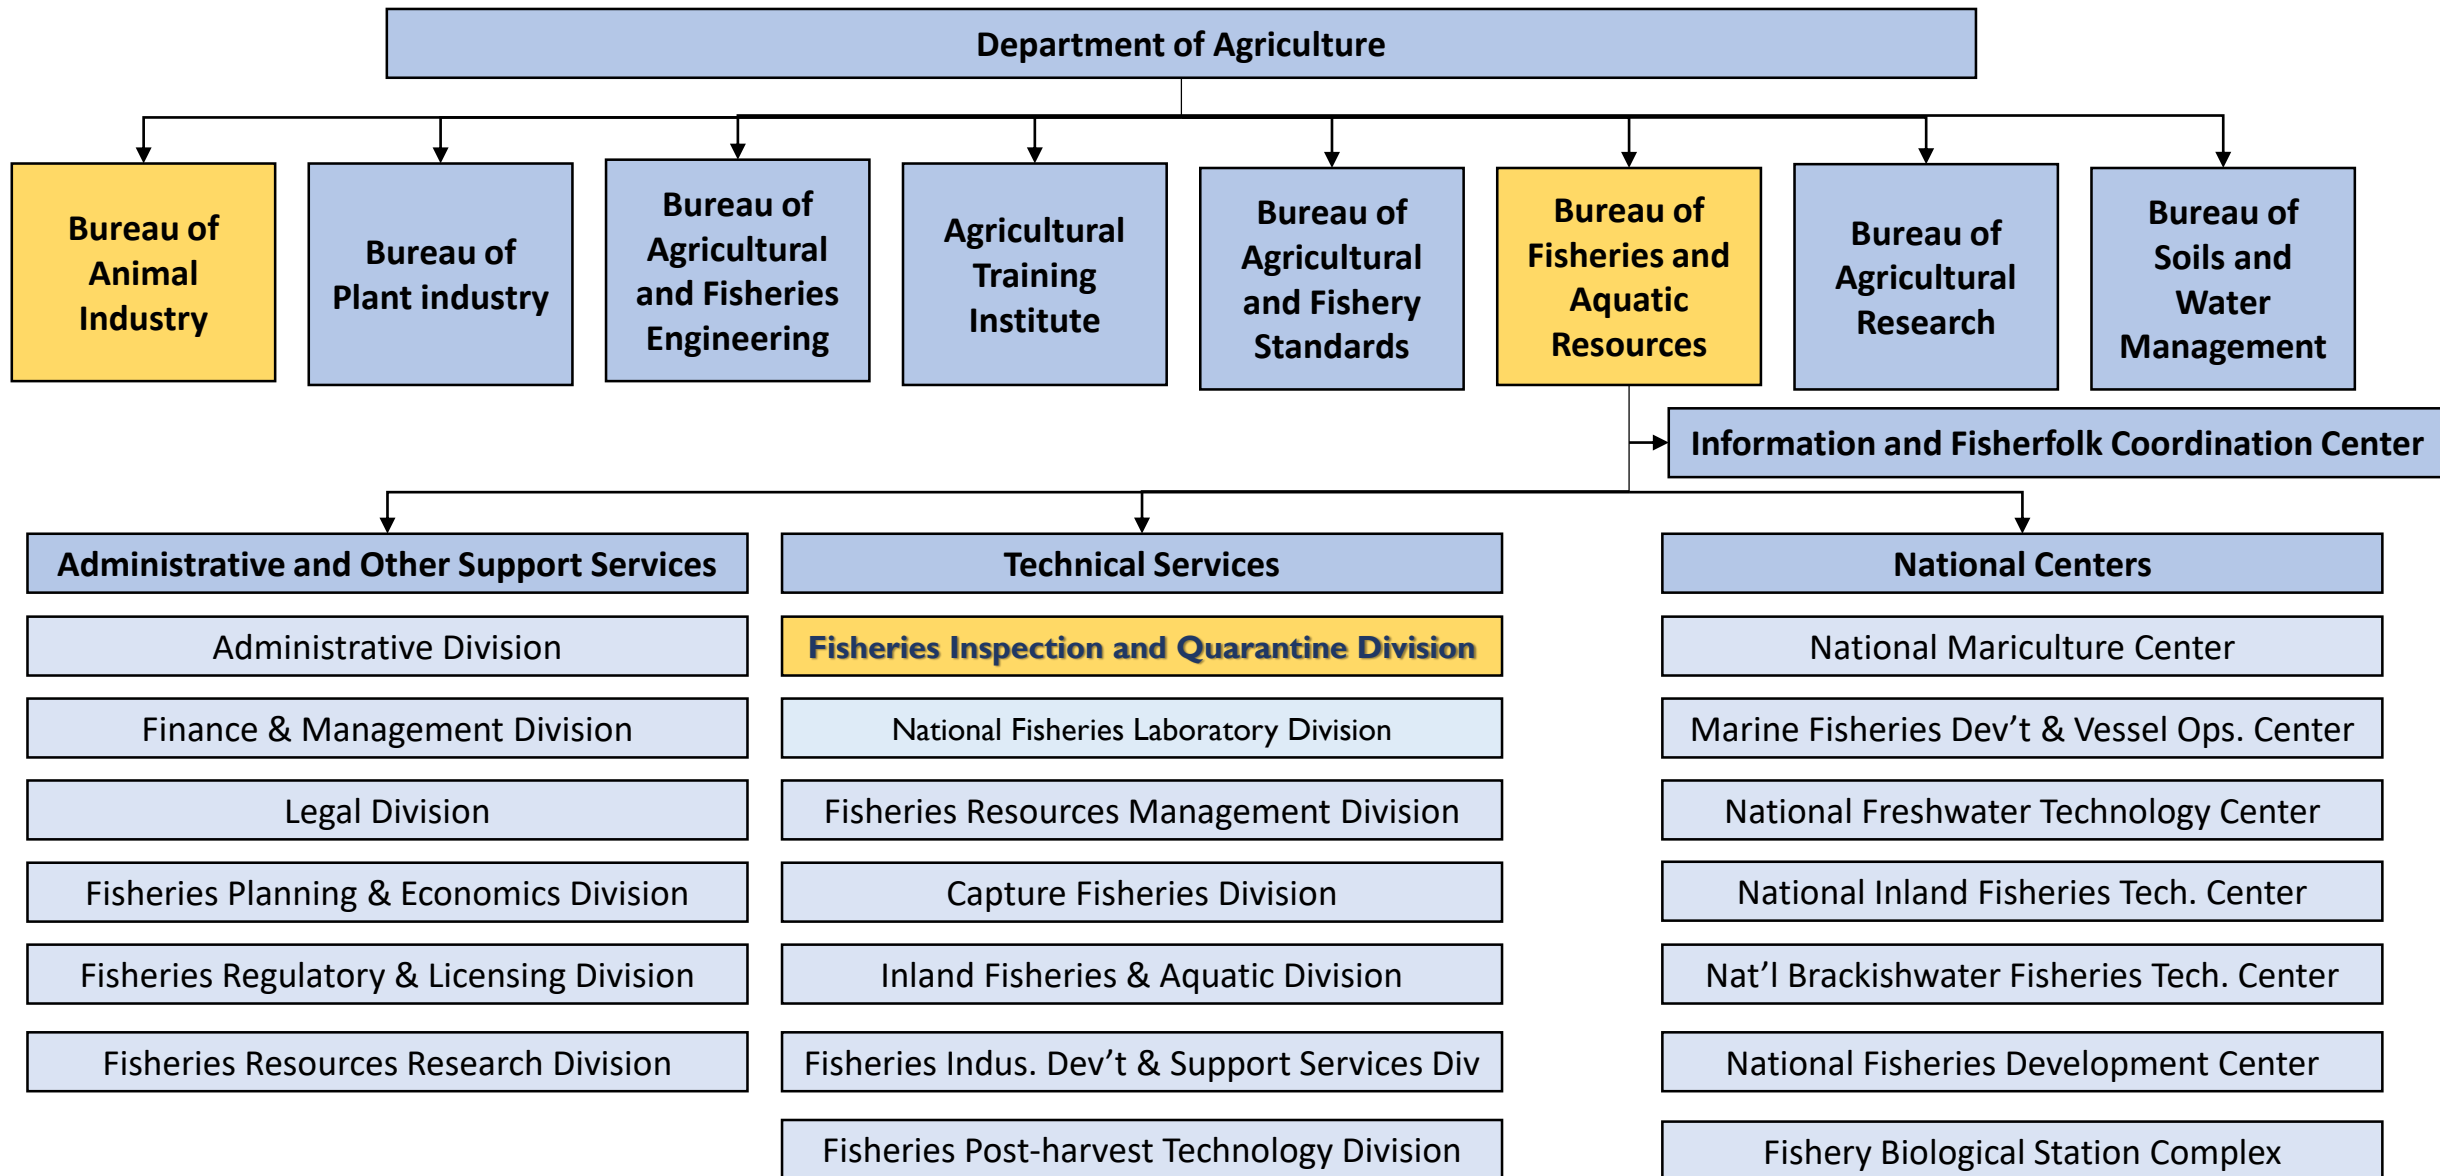 Department of Agriculture
Bureau of
Animal
Industry
Bureau of
Plant industry
Bureau of
Agricultural
and Fisheries
Engineering
Agricultural
Training
Institute
Bureau of
Agricultural
and Fishery
Standards
Bureau of
Fisheries and
Aquatic
Resources
Bureau of
Agricultural
Research
Bureau of
Soils and
Water
Management
Information and Fisherfolk Coordination Center
Administrative and Other Support Services
Administrative Division
Finance & Management Division
Legal Division
Fisheries Planning & Economics Division
Fisheries Regulatory & Licensing Division
Fisheries Resources Research Division
Technical Services
Fisheries Inspection and Quarantine Division
National Fisheries Laboratory Division
Fisheries Resources Management Division
Capture Fisheries Division
Inland Fisheries & Aquatic Division
Fisheries Indus. Dev’t & Support Services Div
Fisheries Post-harvest Technology Division
National Centers
National Mariculture Center
Marine Fisheries Dev’t & Vessel Ops. Center
National Freshwater Technology Center
National Inland Fisheries Tech. Center
Nat’l Brackishwater Fisheries Tech. Center
National Fisheries Development Center
Fishery Biological Station Complex